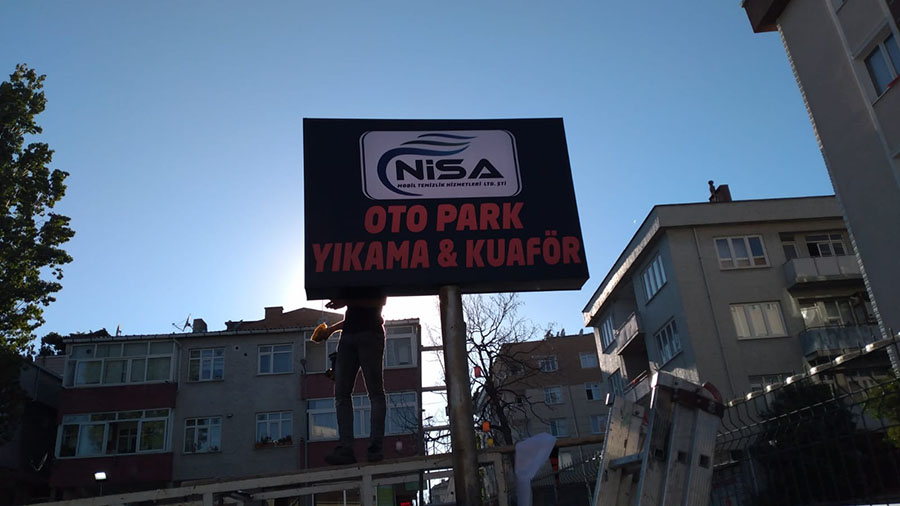 NiSA
MOBİL TEMİZLİK HİZMETLERİ LTD. ŞTİ
OTO PARK
YIKAMA & KUAFÖR